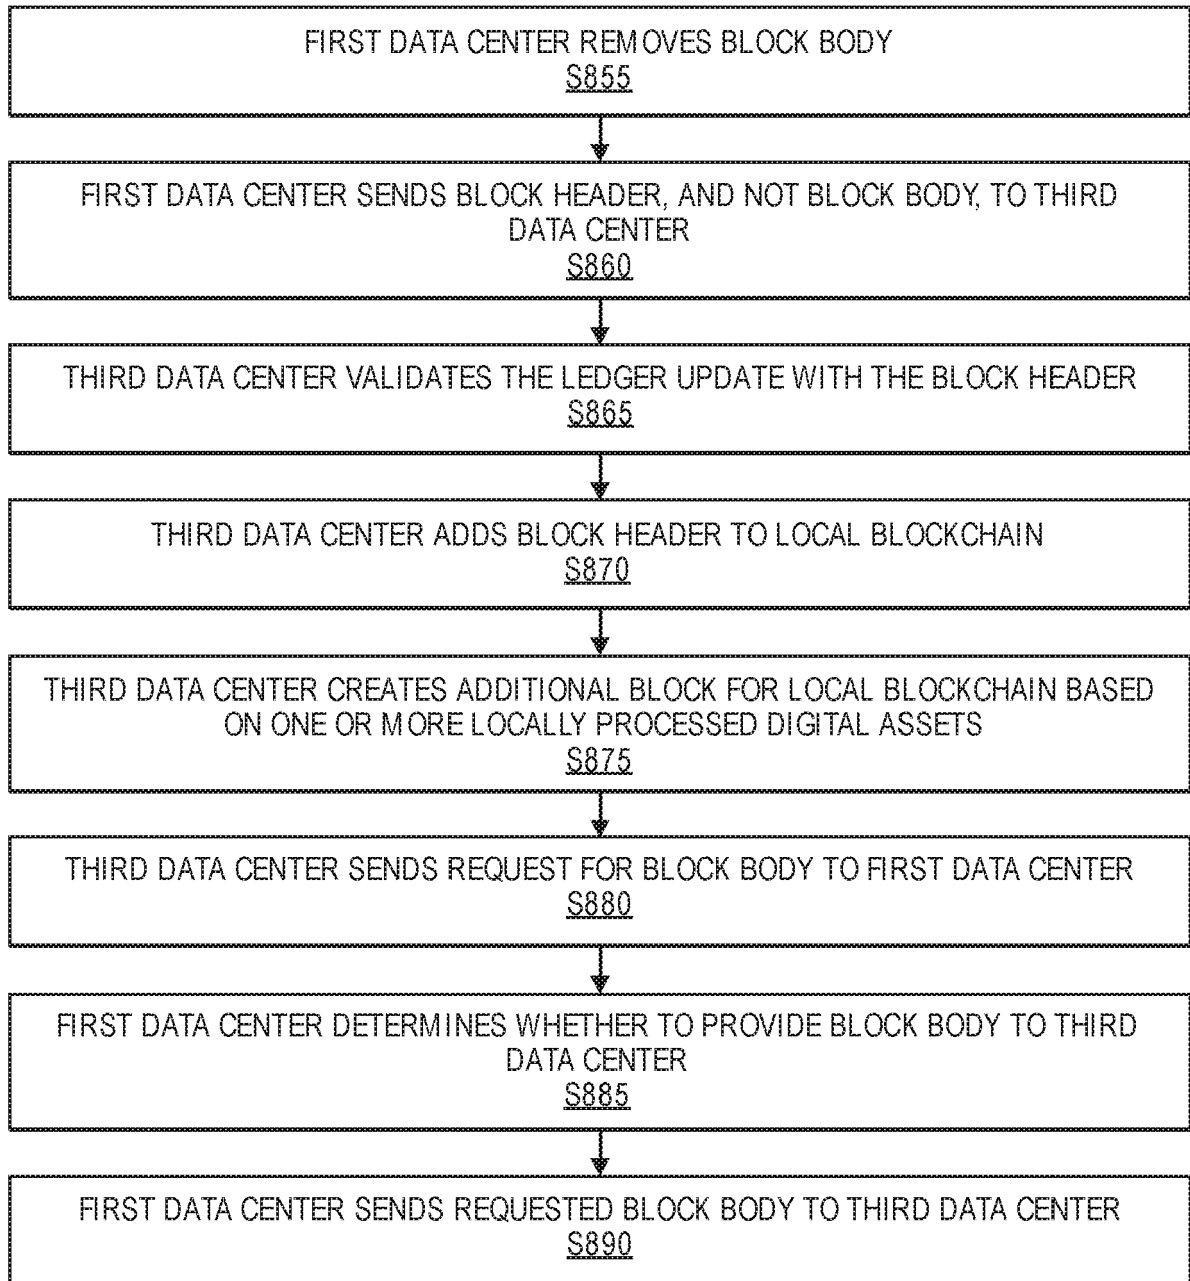 FIRST DATA CENTER REMOVES BLOCK BODY
S855
FIRST DATA CENTER SENDS BLOCK HEADER, AND NOT BLOCK BODY, TO THIRD
DATA CENTER
S860
THIRD DATA CENTER VALIDATES THE LEDGER UPDATE WITH THE BLOCK HEADER
S865
THIRD DATA CENTER ADDS BLOCK HEADER TO LOCAL BLOCKCHAIN
S870
THIRD DATA CENTER CREATES ADDITIONAL BLOCK FOR LOCAL BLOCKCHAIN BASED
ON ONE OR MORE LOCALLY PROCESSED DIGITAL ASSETS
S875
THIRD DATA CENTER SENDS REQUEST FOR BLOCK BODY TO FIRST DATA CENTER
S880
FIRST DATA CENTER DETERMINES WHETHER TO PROVIDE BLOCK BODY TO THIRD
DATA CENTER
S885
FIRST DATA CENTER SENDS REQUESTED BLOCK BODY TO THIRD DATA CENTER
S890